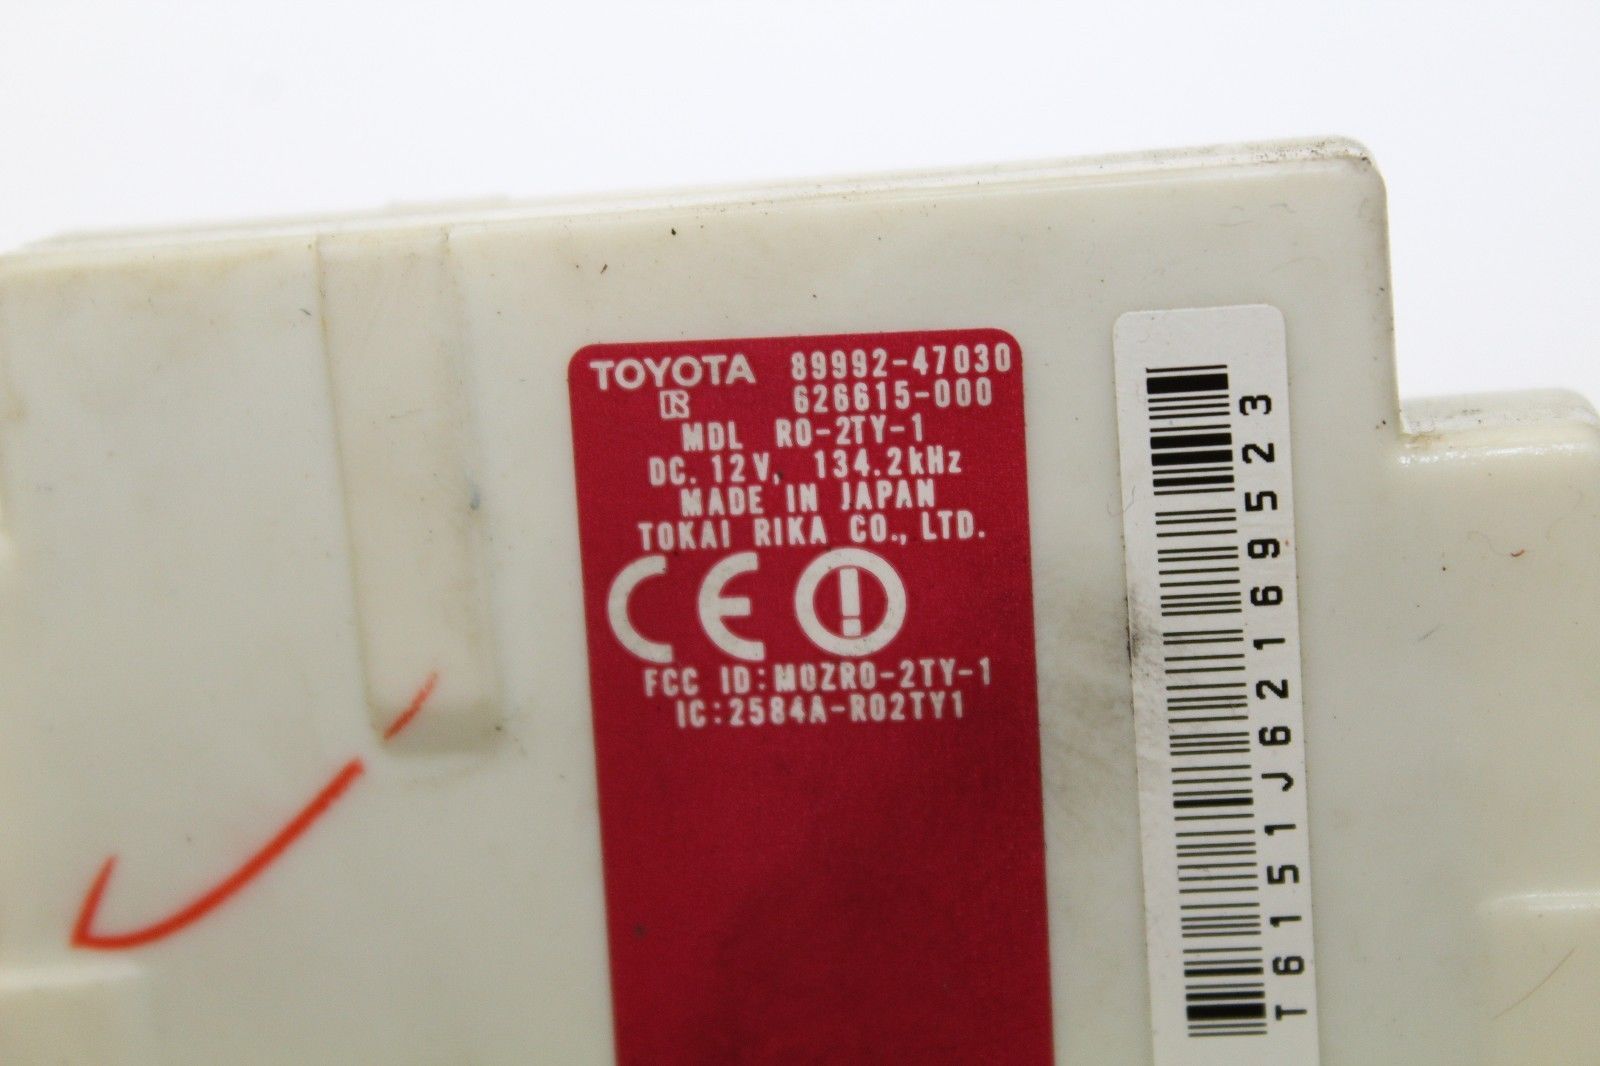 TOYOTA 89992-47030
R 626615-000
MDL RO-2TY-1
DC. 12V, 134.2kHz
MADE IN JAPAN
TOKAI RIKA CO., LTD.
CE
FCC ID:MOZRO-2TY-1
IC:2584A-RO2TY1
T6151J62169523